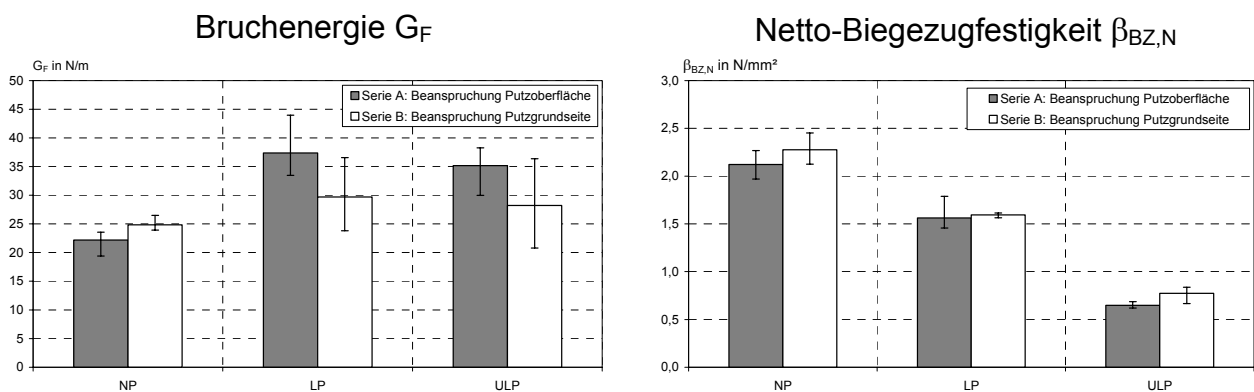 Bruchenergie GF
GF in N/m
50
45
40
35
30
25
20
15
10
5
0
Serie A: Beanspruchung Putzoberfläche
Serie B: Beanspruchung Putzgrundseite
NP LP ULP
Netto-Biegezugfestigkeit βBZ,N
βBZ,N in N/mm²
3,0
2,5
2,0
1,5
1,0
0,5
0,0
Serie A: Beanspruchung Putzoberfläche
Serie B: Beanspruchung Putzgrundseite
NP LP ULP